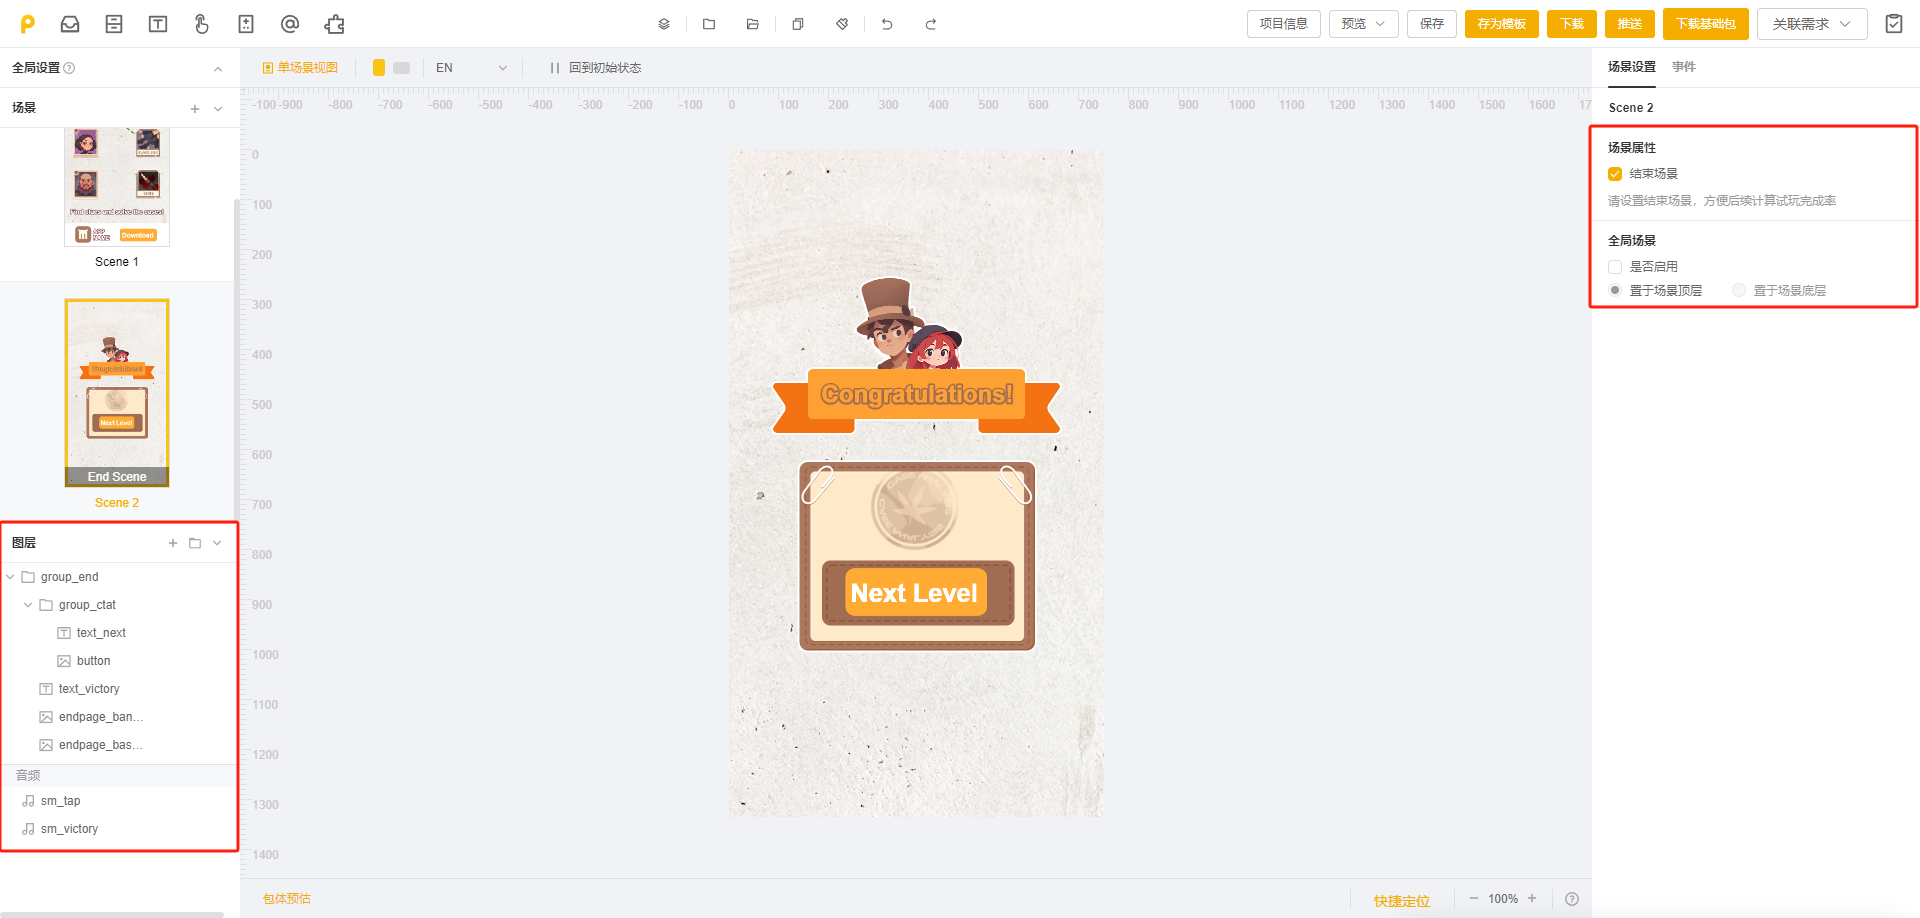 项目信息
预览
保存
存为模板
下载
推送
下载基础包
关联需求
全局设置
单场景视图
EN
回到初始状态
场景设置 事件
场景
-100 -900 -800 -700 -600 -500 -400 -300 -200 -100 0 100 200 300 400 500 600 700 800 900 1000 1100 1200 1300 1400 1500 1600 17
Scene 2
Find clues and solve the cases!
APP NAME
Download
Scene 1
Congratulations!
Next Level
End Scene
Scene 2
图层
group_end
group_ctat
text_next
button
text_victory
endpage_ban...
endpage_bas...
音频
sm_tap
sm_victory
0
100
200
300
400
500
600
700
800
900
1000
1100
1200
1300
1400
Congratulations!
Next Level
场景属性
结束场景
请设置结束场景，方便后续计算试玩完成率
全局场景
是否启用
置于场景顶层 置于场景底层
包体预估
快捷定位
100%